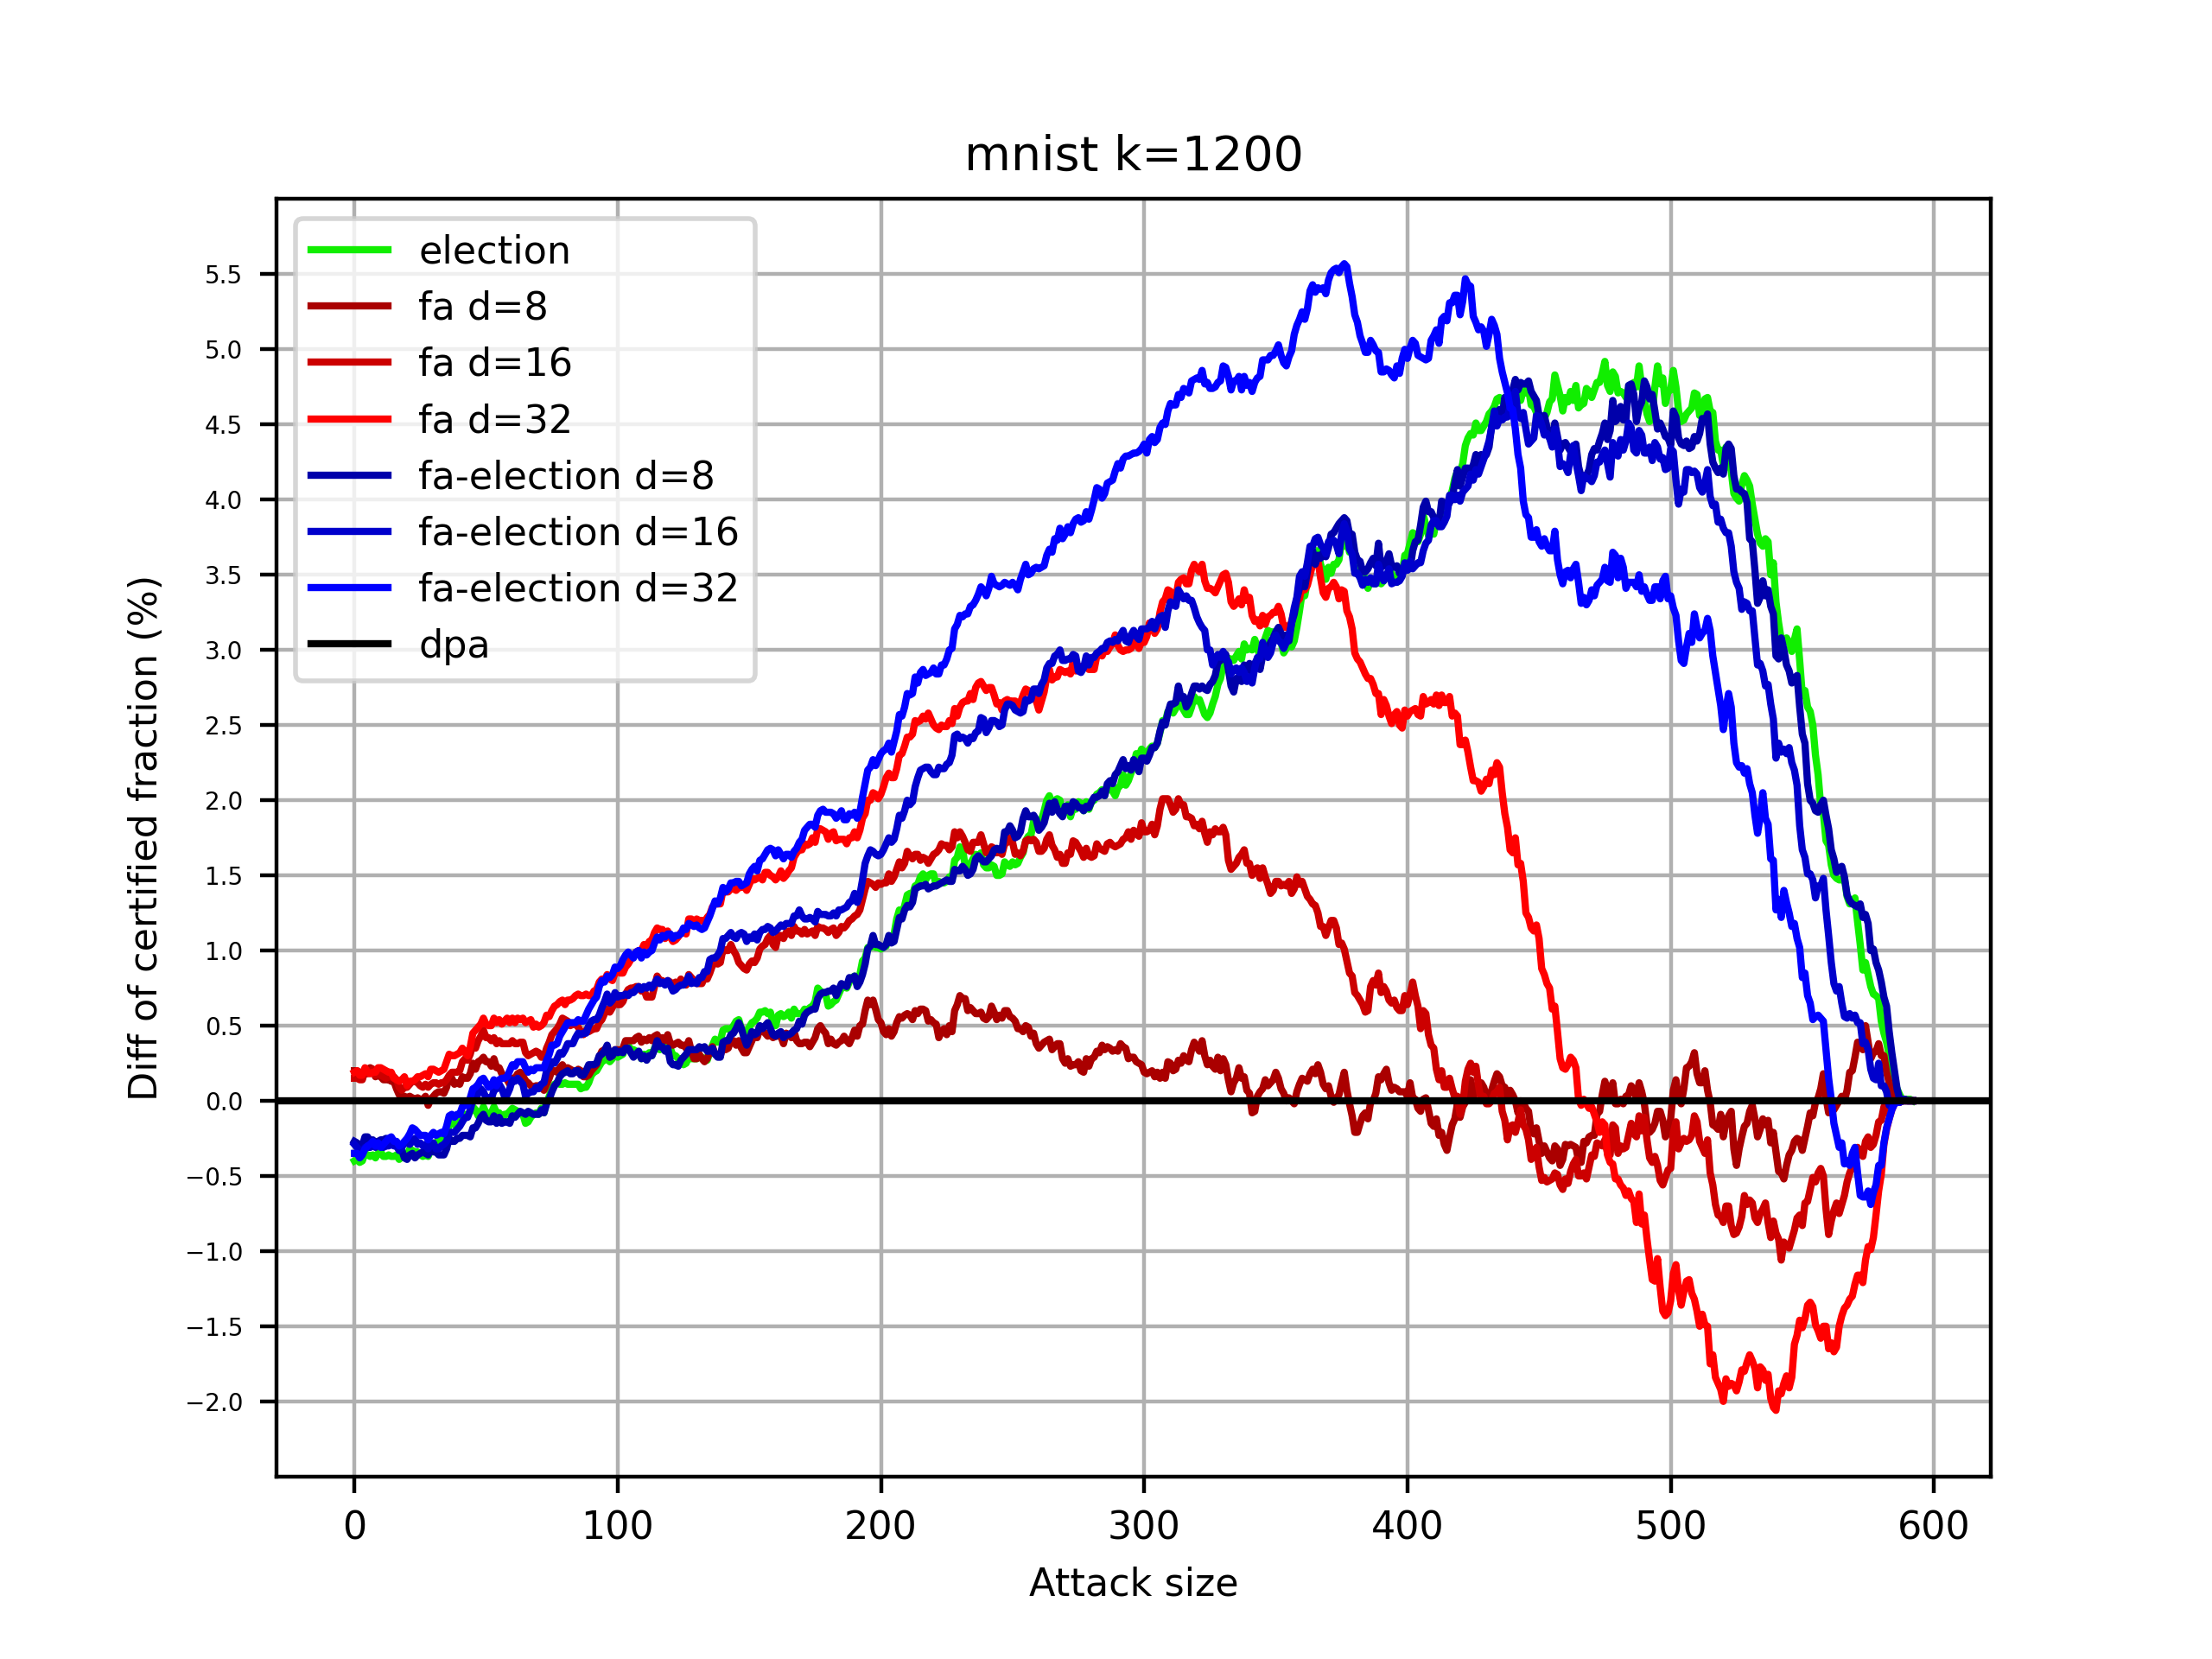 mnist k=1200
election
fa d=8
fa d=16
fa d=32
fa-election d=8
fa-election d=16
fa-election d=32
dpa
Diff of certified fraction (%)
5.5
5.0
4.5
4.0
3.5
3.0
2.5
2.0
1.5
1.0
0.5
0.0
−0.5
−1.0
−1.5
−2.0
0 100 200 300 400 500 600
Attack size